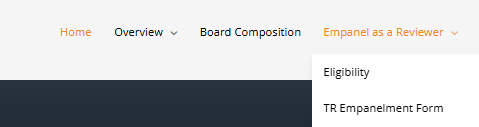 Home Overview Board Composition Empanel as a Reviewer
Eligibility
TR Empanelment Form